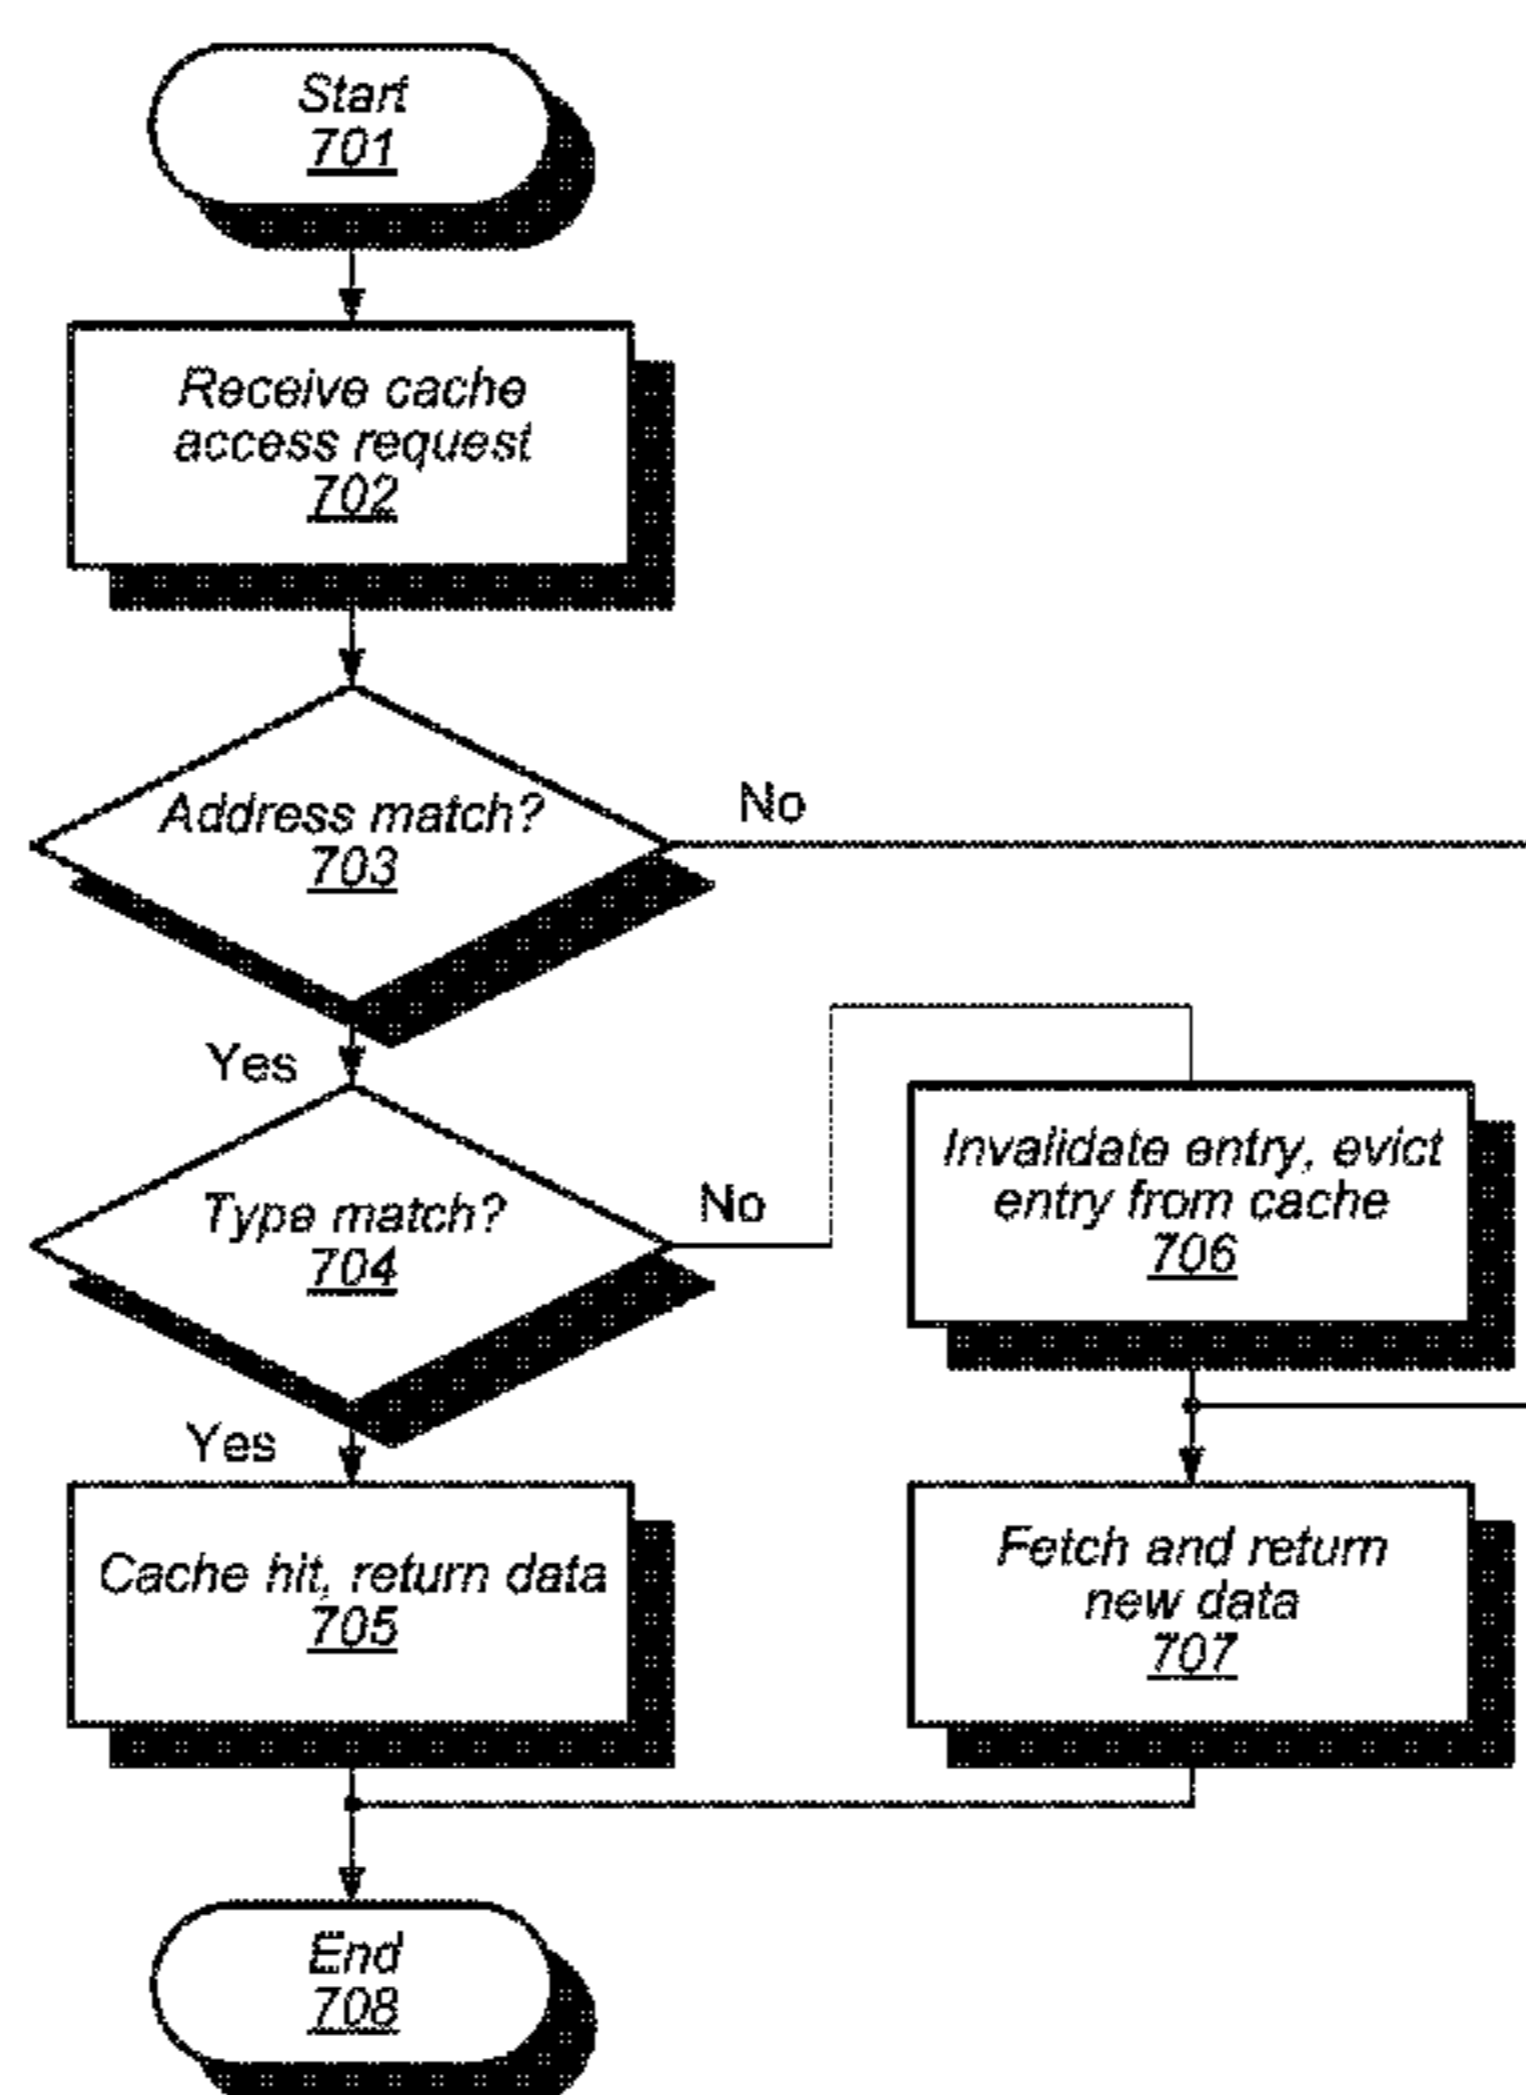 Start
701
Receive cache
access request
702
Address match?
703
No
Yes
Type match?
704
No
Invalidate entry, evict
entry from cache
706
Yes
Cache hit, return data
705
Fetch and return
new data
707
End
708